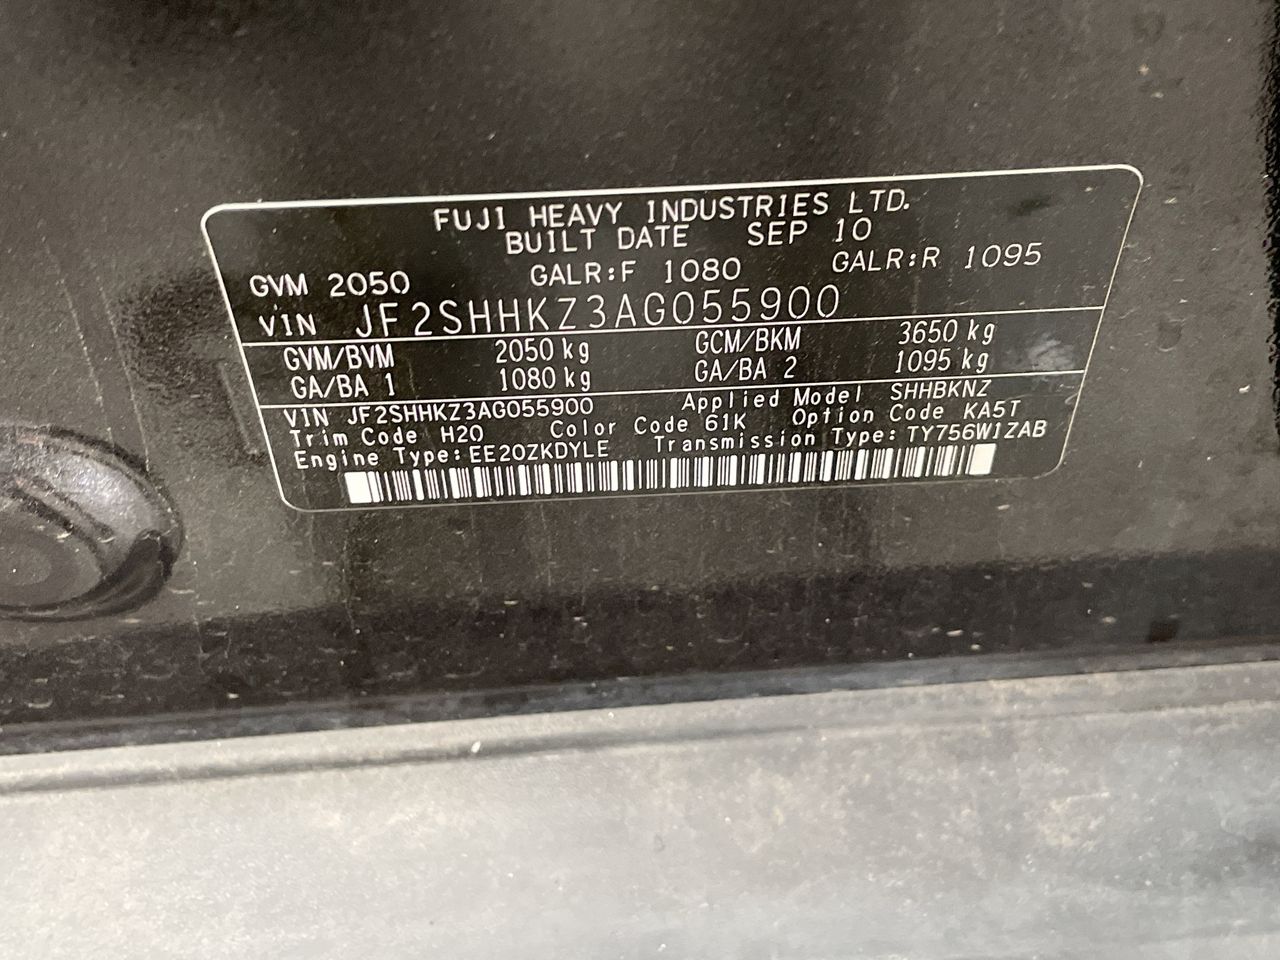 FUJI HEAVY INDUSTRIES LTD.
BUILT DATE SEP 10
GVM 2050 GALR:F 1080 GALR:R 1095
VIN JF2SHHKZ3AG055900
GVM/BVM 2050 kg GCM/BKM 3650 kg
GA/BA 1 1080 kg GA/BA 2 1095 kg
VIN JF2SHHKZ3AG055900 Applied Model SHHBKNZ
Trim Code H20 Color Code 61K Option Code KA5T
Engine Type: EE20ZKDYLE Transmission Type: TY756W1ZAB